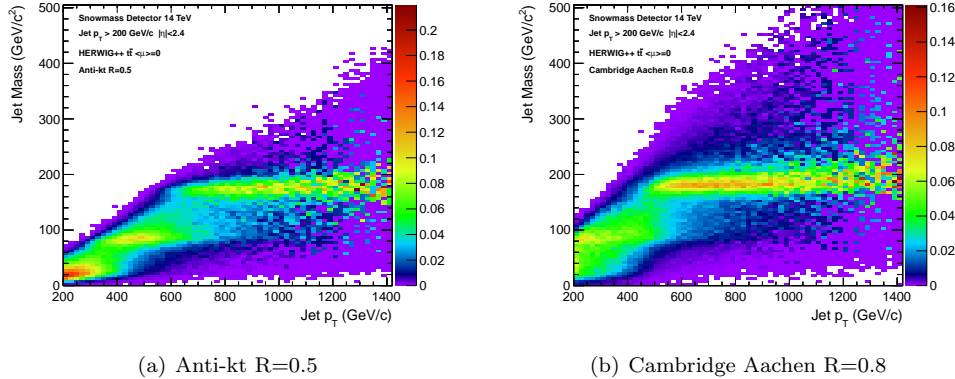 Jet Mass (GeV/c²)
500
400
300
200
100
0
Snowmass Detector 14 TeV
Jet p_T > 200 GeV/c |η|<2.4
HERWIG++ tt̄ <μ>=0
Anti-kt R=0.5
200 400 600 800 1000 1200 1400
Jet p_T (GeV/c)
0.2
0.18
0.16
0.14
0.12
0.1
0.08
0.06
0.04
0.02
0
(a) Anti-kt R=0.5
Jet Mass (GeV/c²)
500
400
300
200
100
0
Snowmass Detector 14 TeV
Jet p_T > 200 GeV/c |η|<2.4
HERWIG++ tt̄ <μ>=0
Cambridge Aachen R=0.8
200 400 600 800 1000 1200 1400
Jet p_T (GeV/c)
0.16
0.14
0.12
0.1
0.08
0.06
0.04
0.02
0
(b) Cambridge Aachen R=0.8